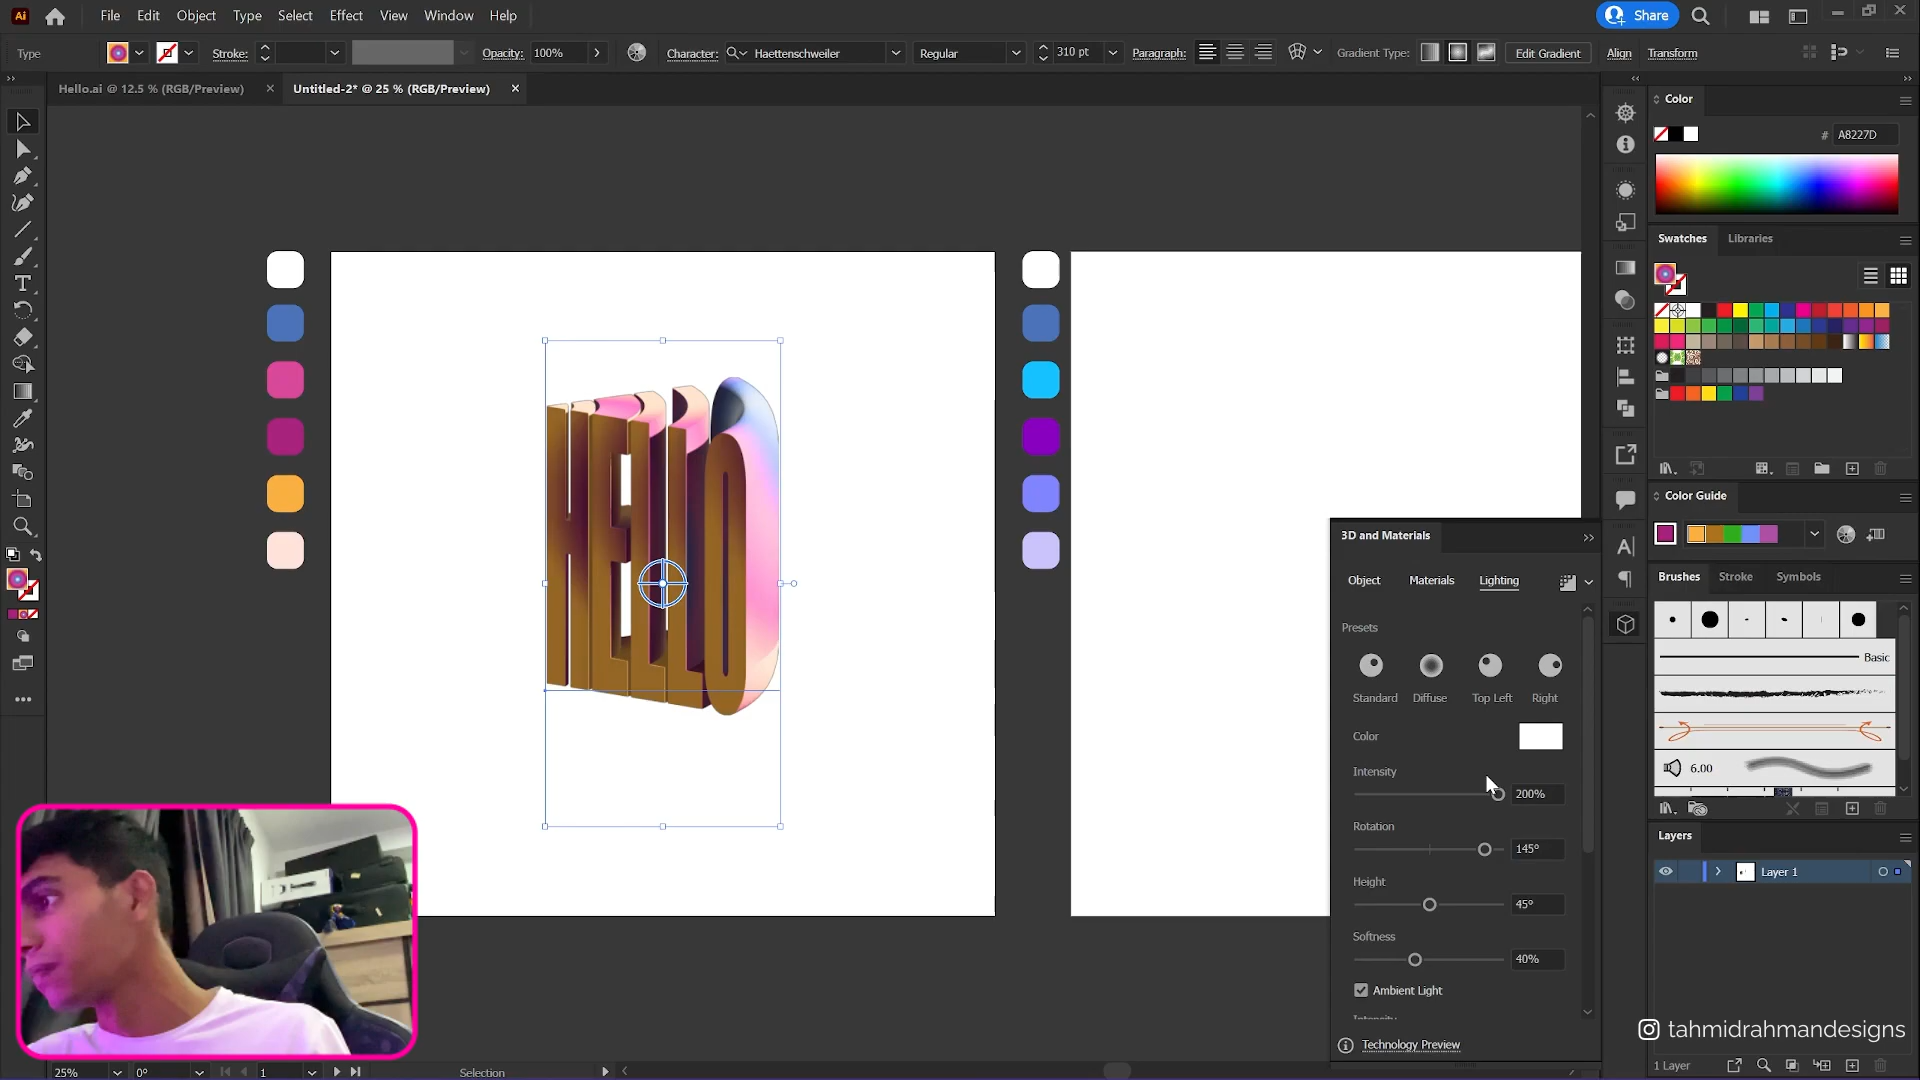 Ai
File
Edit
Object
Type
Select
Effect
View
Window
Help
Share
Type
Stroke:
Opacity:
100%
Character:
Haettenschweiler
Regular
310 pt
Paragraph:
Gradient Type:
Edit Gradient
Align
Transform
Hello.ai @ 12.5 % (RGB/Preview)
Untitled-2* @ 25 % (RGB/Preview)
Color
# A8227D
Swatches
Libraries
HELLO
Color Guide
3D and Materials
Object
Materials
Lighting
Presets
Standard
Diffuse
Top Left
Right
Color
Intensity
200%
Rotation
145°
Height
45°
Softness
40%
Ambient Light
Technology Preview
Brushes
Stroke
Symbols
Basic
6.00
Layers
Layer 1
tahmidrahmandesigns
1 Layer
25%
0°
1
Selection